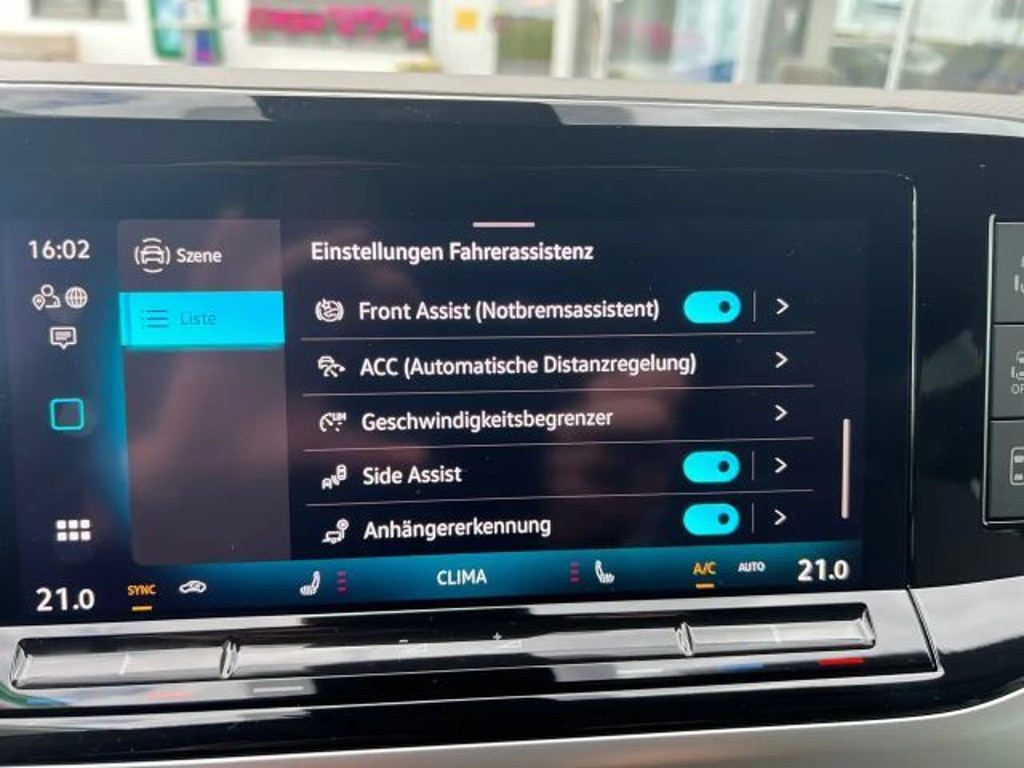 16:02
Szene
Liste
Einstellungen Fahrerassistenz
Front Assist (Notbremsassistent)
ACC (Automatische Distanzregelung)
Geschwindigkeitsbegrenzer
Side Assist
Anhängererkennung
21.0
SYNC
CLIMA
A/C
AUTO
21.0